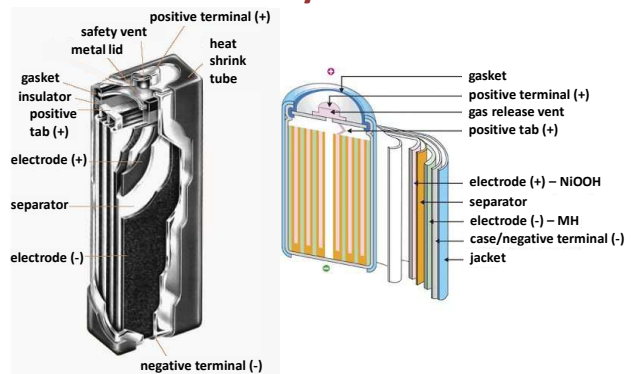 positive terminal (+)
safety vent
metal lid
heat
shrink
tube
gasket
insulator
positive
tab (+)
electrode (+)
separator
electrode (-)
negative terminal (-)
gasket
positive terminal (+)
gas release vent
positive tab (+)
electrode (+) – NiOOH
separator
electrode (-) – MH
case/negative terminal (-)
jacket
+